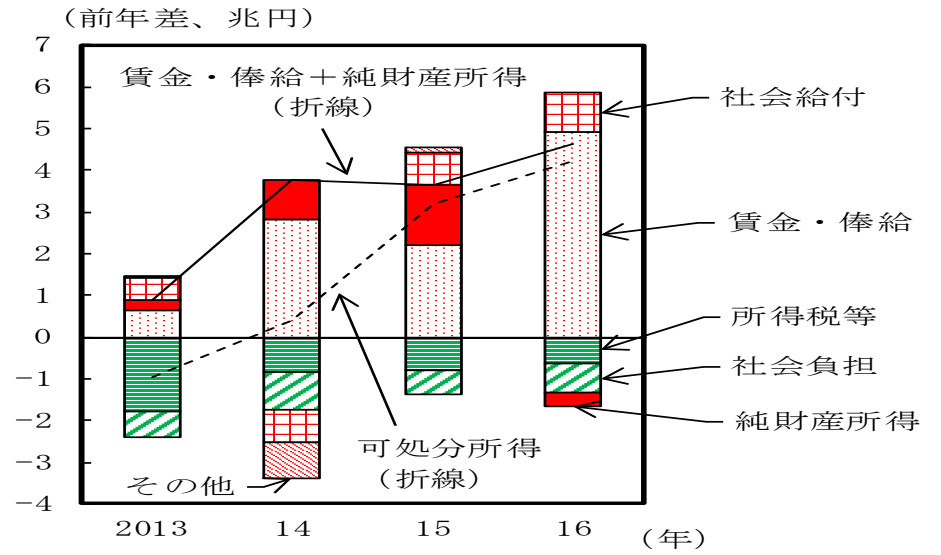 （前年差、兆円）
7
6
5
4
3
2
1
0
−1
−2
−3
−4
賃金・俸給＋純財産所得
（折線）
社会給付
賃金・俸給
所得税等
社会負担
純財産所得
可処分所得
（折線）
その他
2013
14
15
16
（年）